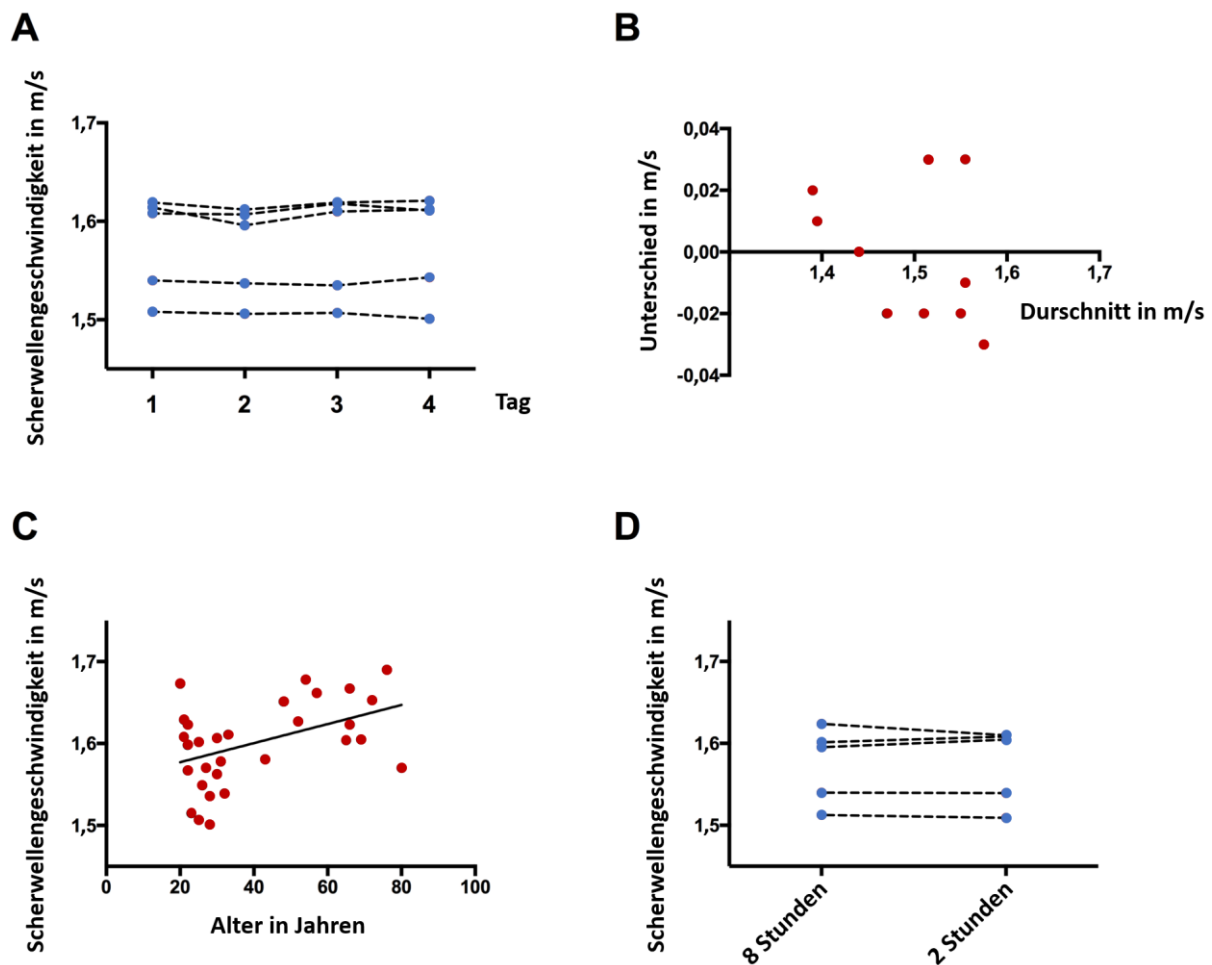 A
Scherwellengeschwindigkeit in m/s
1,7
1,6
1,5
1
2
3
4
Tag
B
Unterschied in m/s
0,04
0,02
0,00
-0,02
-0,04
1,4
1,5
1,6
1,7
Durschnitt in m/s
C
Scherwellengeschwindigkeit in m/s
1,7
1,6
1,5
0
20
40
60
80
100
Alter in Jahren
D
Scherwellengeschwindigkeit in m/s
1,7
1,6
1,5
8 Stunden
2 Stunden